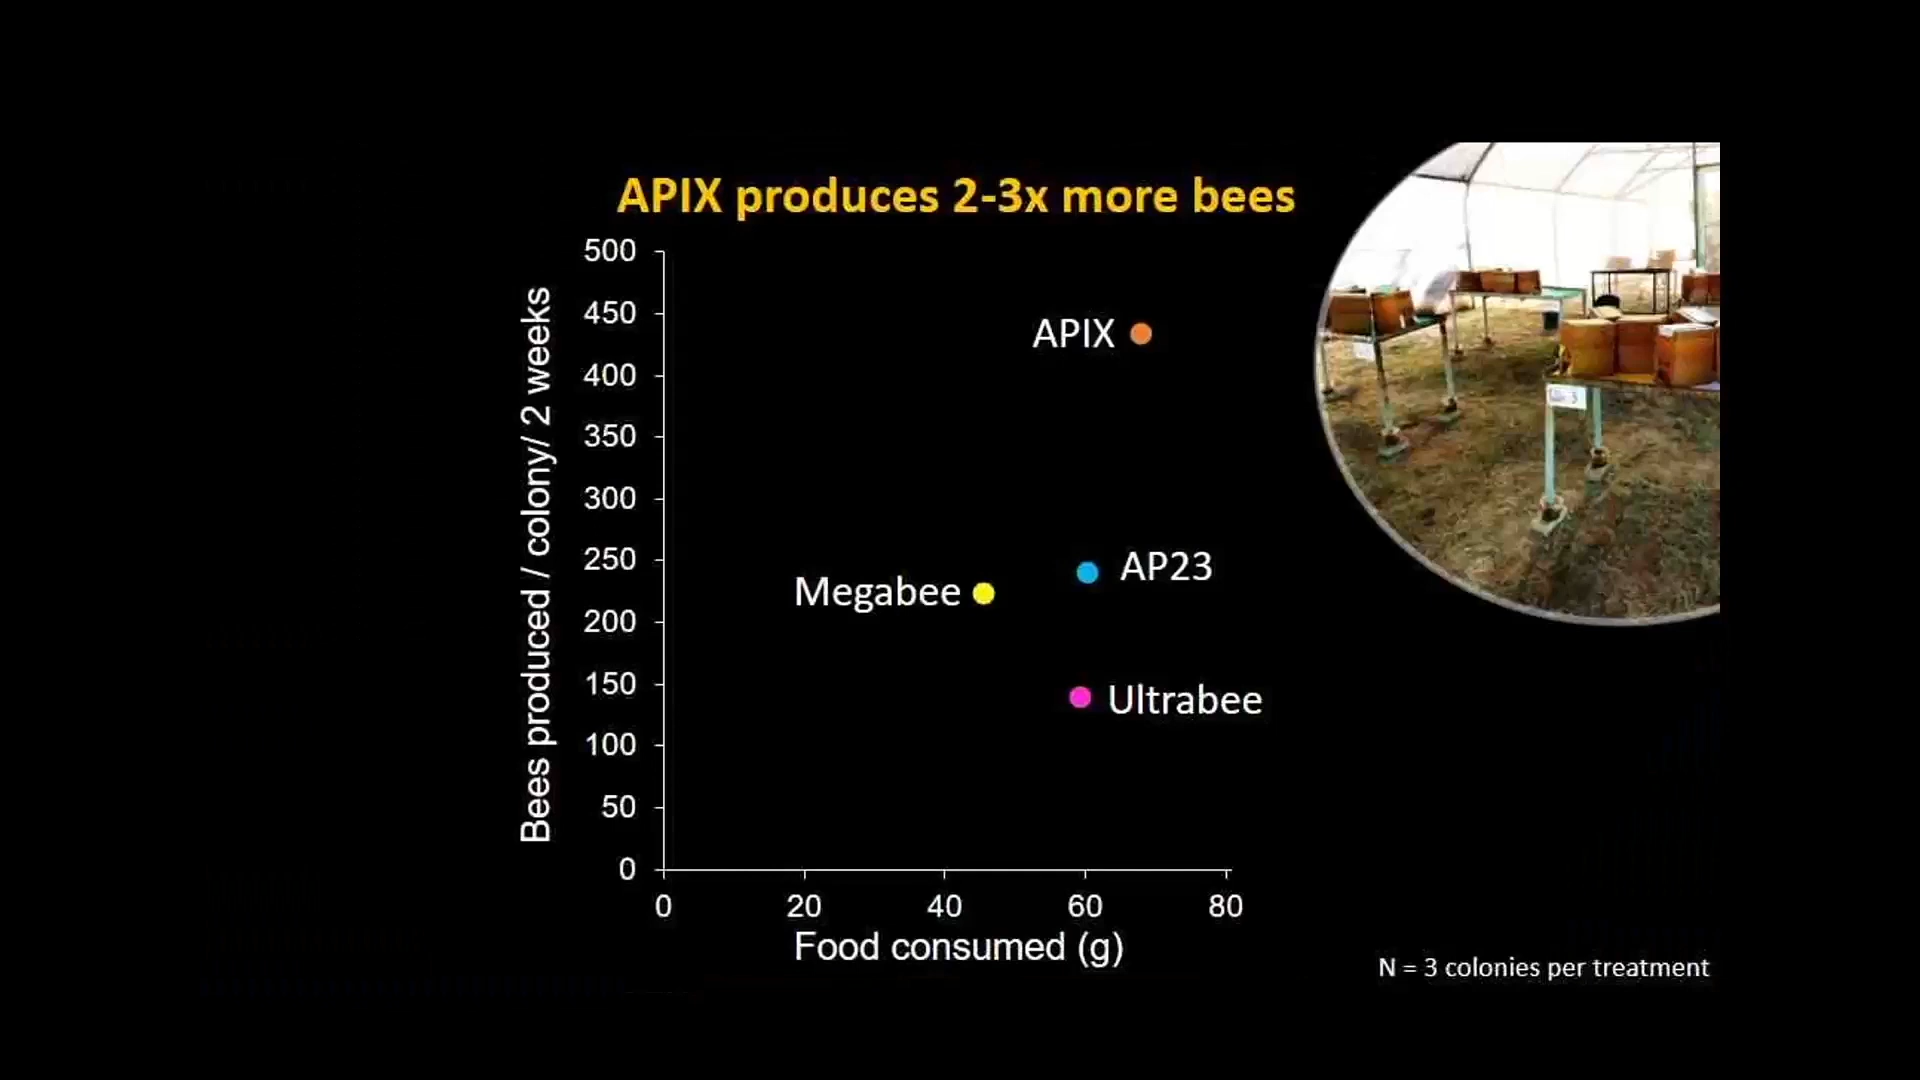 APIX produces 2-3x more bees
Bees produced / colony/ 2 weeks
500
450
400
350
300
250
200
150
100
50
0
APIX
AP23
Megabee
Ultrabee
0 20 40 60 80
Food consumed (g)
N = 3 colonies per treatment